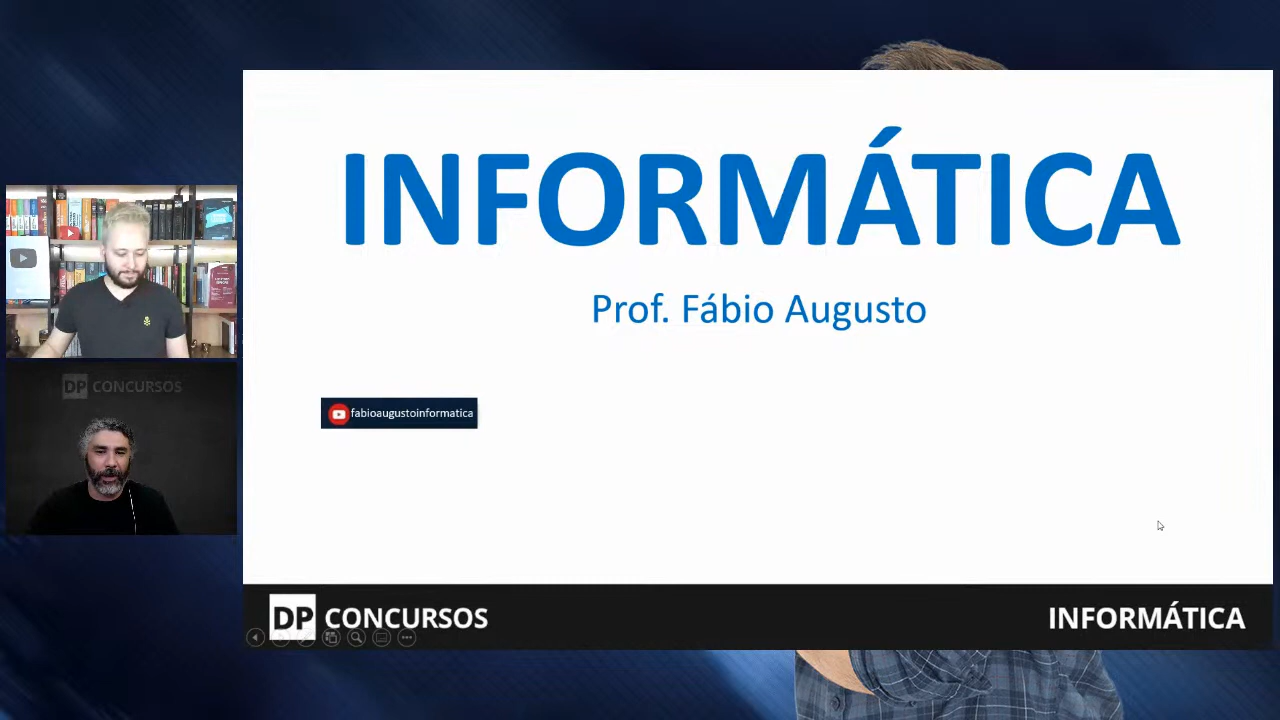 INFORMÁTICA
Prof. Fábio Augusto
fabioaugustoinformatica
DP CONCURSOS
DP CONCURSOS
INFORMÁTICA